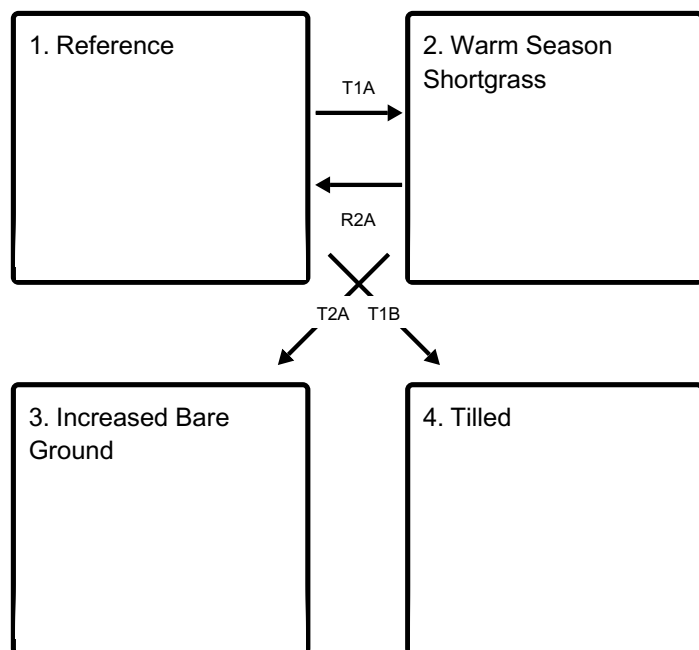 1. Reference
2. Warm Season
Shortgrass
T1A
R2A
T2A
T1B
3. Increased Bare
Ground
4. Tilled